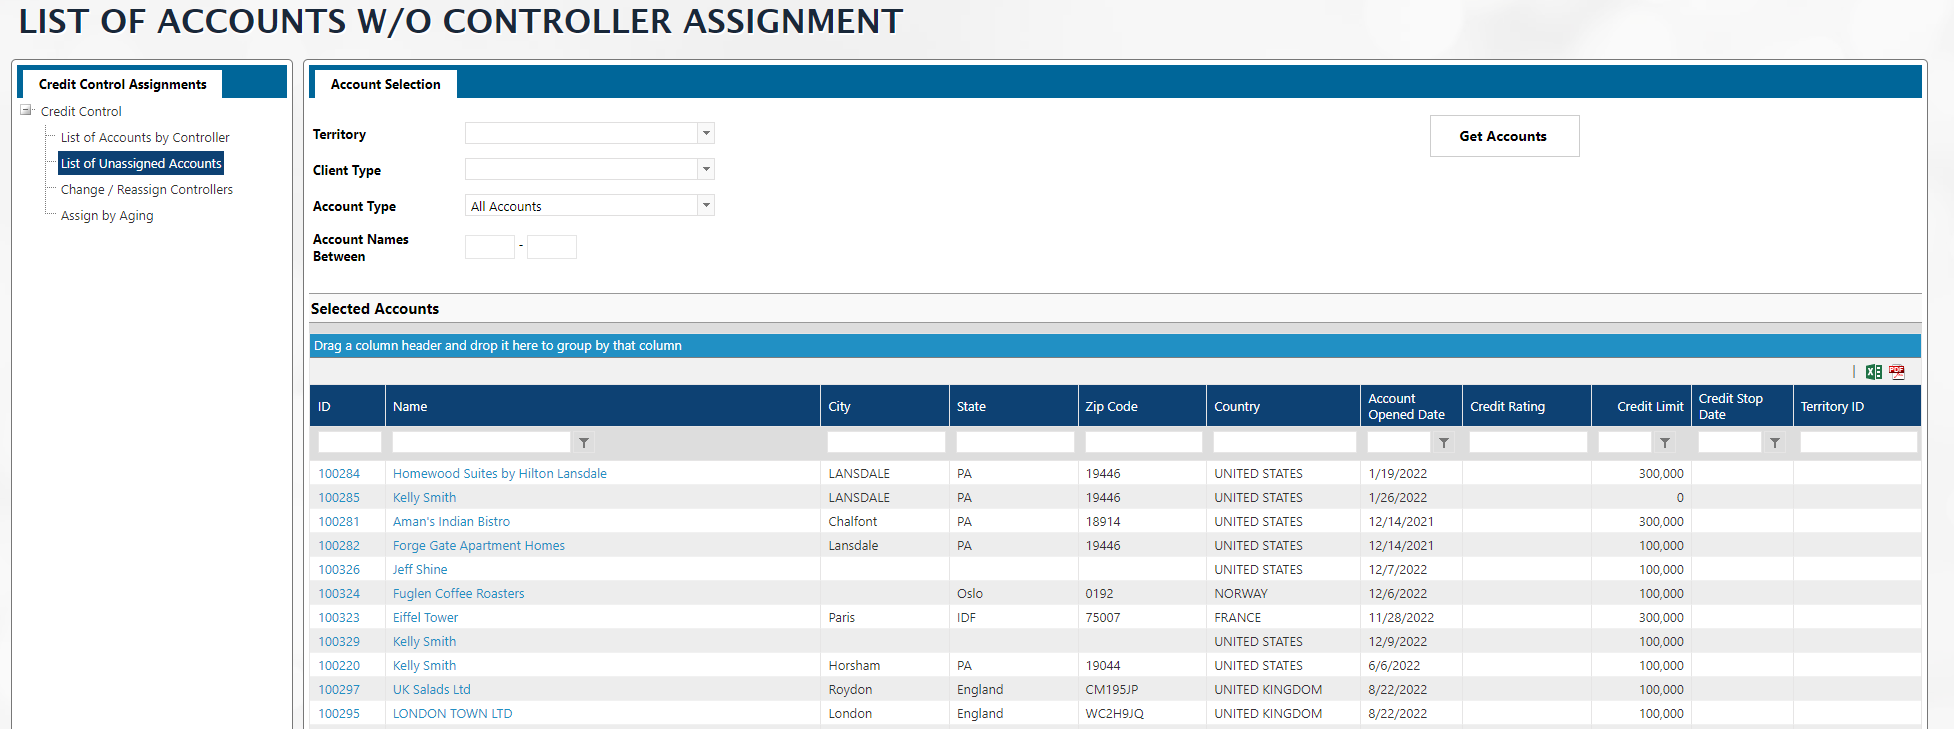 LIST OF ACCOUNTS W/O CONTROLLER ASSIGNMENT
Credit Control Assignments
Credit Control
List of Accounts by Controller
List of Unassigned Accounts
Change / Reassign Controllers
Assign by Aging
Account Selection
Territory
Get Accounts
Client Type
Account Type All Accounts
Account Names
Between -
Selected Accounts
Drag a column header and drop it here to group by that column
PDF
ID Name City State Zip Code Country Account Opened Date Credit Rating Credit Limit Credit Stop Date Territory ID
100284 Homewood Suites by Hilton Lansdale LANSDALE PA 19446 UNITED STATES 1/19/2022 300,000
100285 Kelly Smith LANSDALE PA 19446 UNITED STATES 1/26/2022 0
100281 Aman's Indian Bistro Chalfont PA 18914 UNITED STATES 12/14/2021 300,000
100282 Forge Gate Apartment Homes Lansdale PA 19446 UNITED STATES 12/14/2021 100,000
100326 Jeff Shine UNITED STATES 12/7/2022 100,000
100324 Fuglen Coffee Roasters Oslo 0192 NORWAY 12/6/2022 100,000
100323 Eiffel Tower Paris IDF 75007 FRANCE 11/28/2022 300,000
100329 Kelly Smith UNITED STATES 12/9/2022 100,000
100220 Kelly Smith Horsham PA 19044 UNITED STATES 6/6/2022 100,000
100297 UK Salads Ltd Roydon England CM195JP UNITED KINGDOM 8/22/2022 100,000
100295 LONDON TOWN LTD London England WC2H9JQ UNITED KINGDOM 8/22/2022 100,000